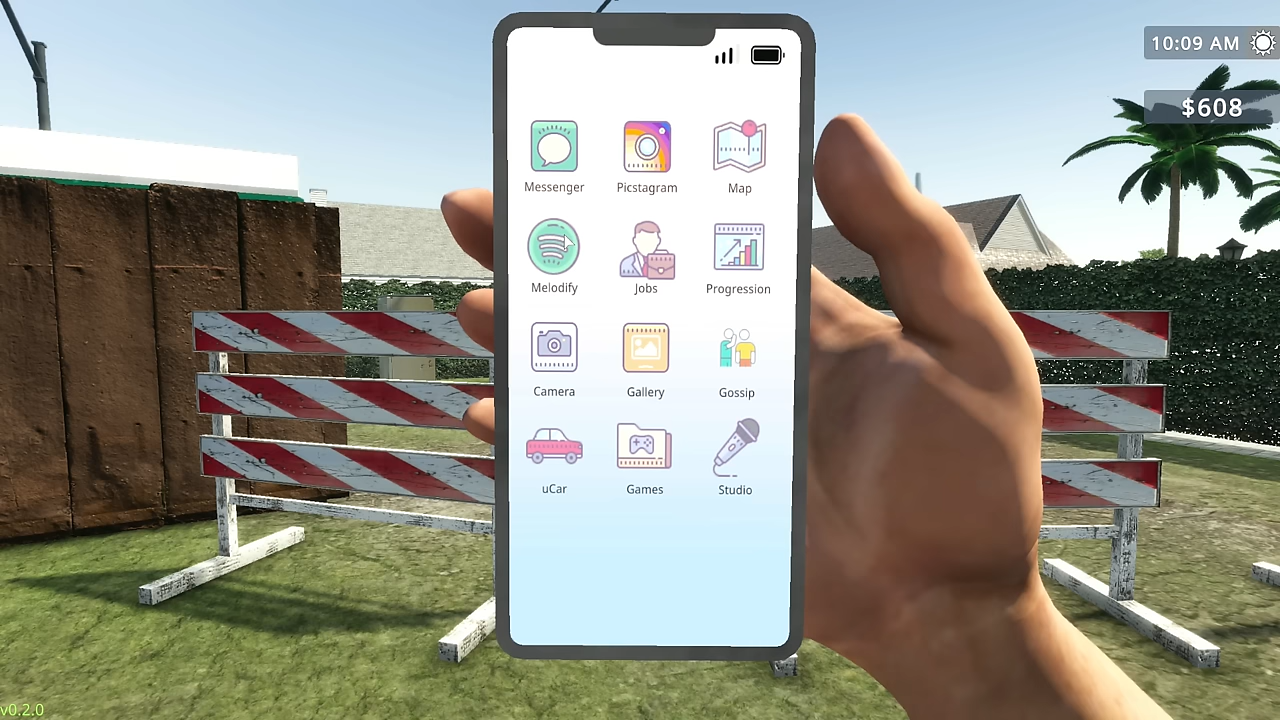 10:09 AM
$608
Messenger Picstagram Map
Melodify Jobs Progression
Camera Gallery Gossip
uCar Games Studio
v0.2.0